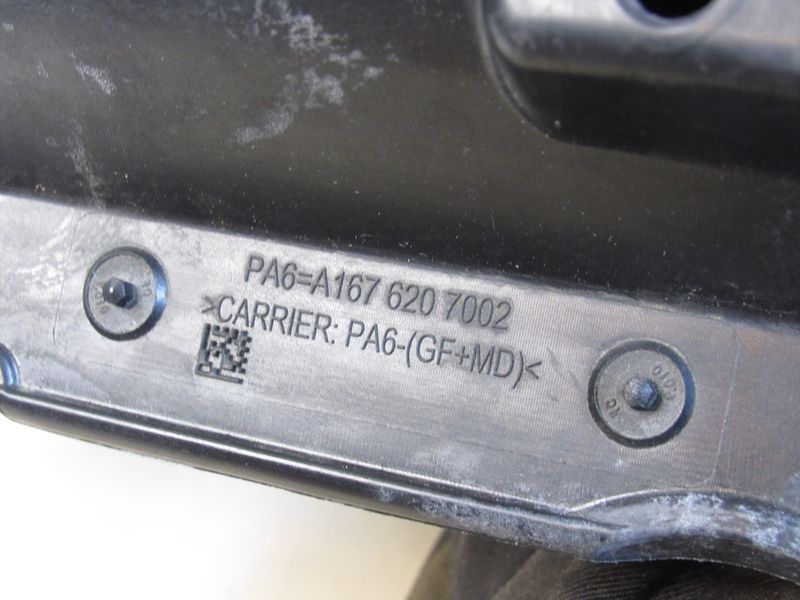 PA6=A167 620 7002
>CARRIER: PA6-(GF+MD)<